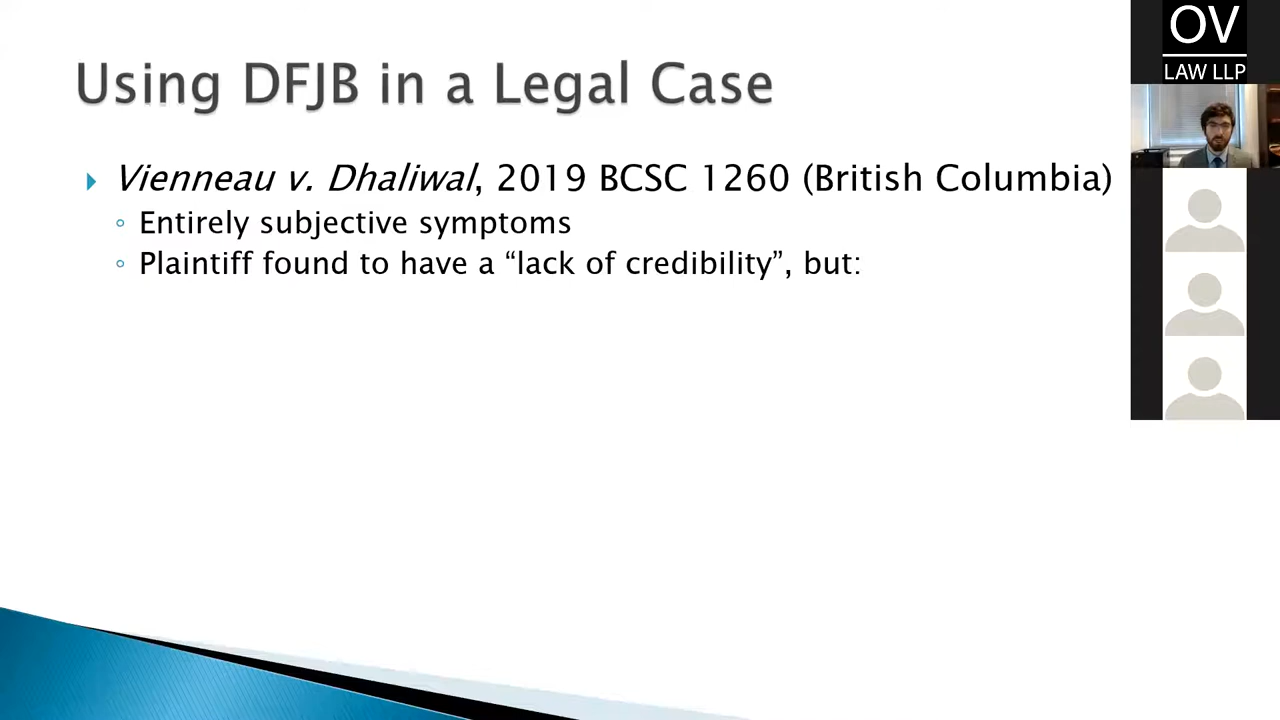 Using DFJB in a Legal Case
Vienneau v. Dhaliwal, 2019 BCSC 1260 (British Columbia)
Entirely subjective symptoms
Plaintiff found to have a “lack of credibility”, but:
OV
LAW LLP